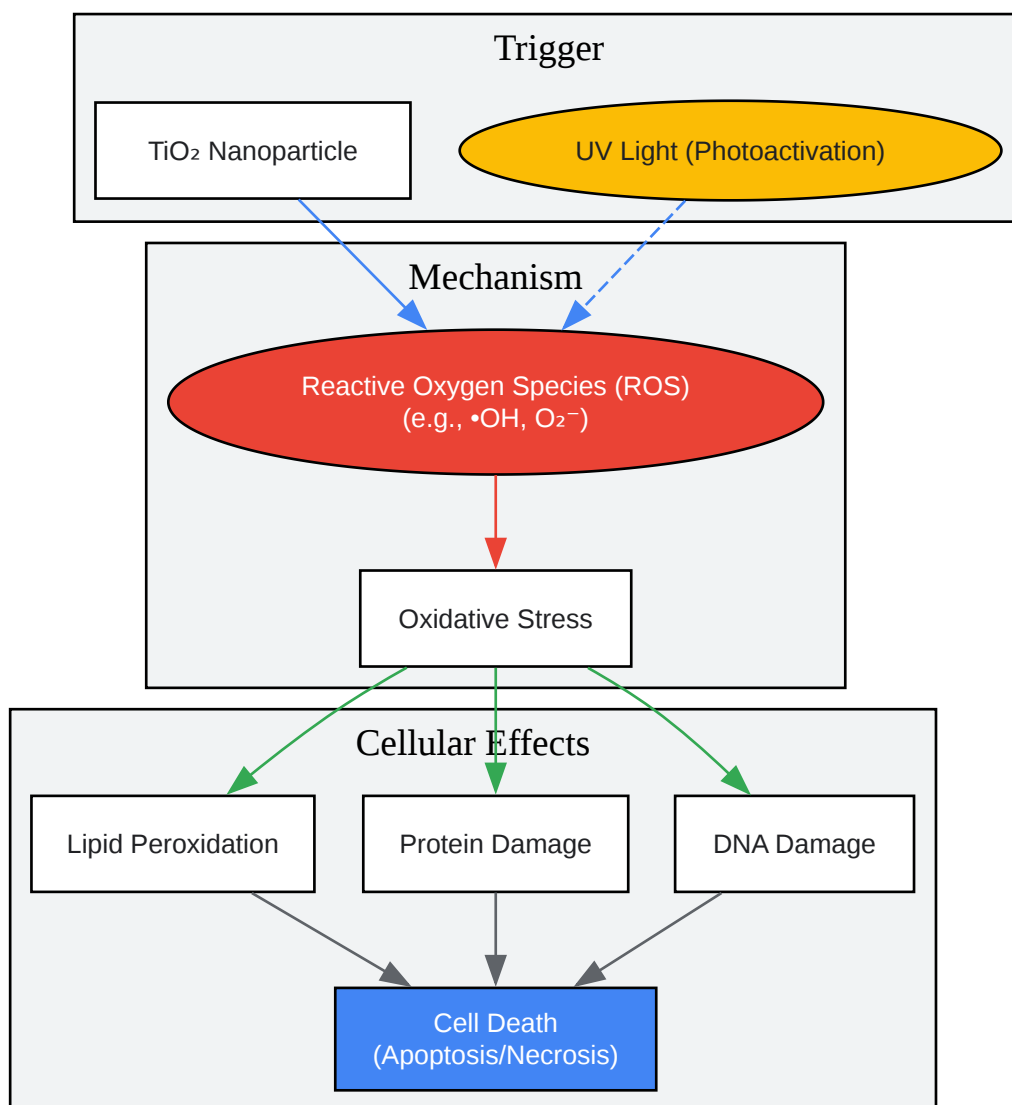 Trigger
TiO₂ Nanoparticle
UV Light (Photoactivation)
Mechanism
Reactive Oxygen Species (ROS)
(e.g., •OH, O₂⁻)
Oxidative Stress
Cellular Effects
Lipid Peroxidation
Protein Damage
DNA Damage
Cell Death
(Apoptosis/Necrosis)